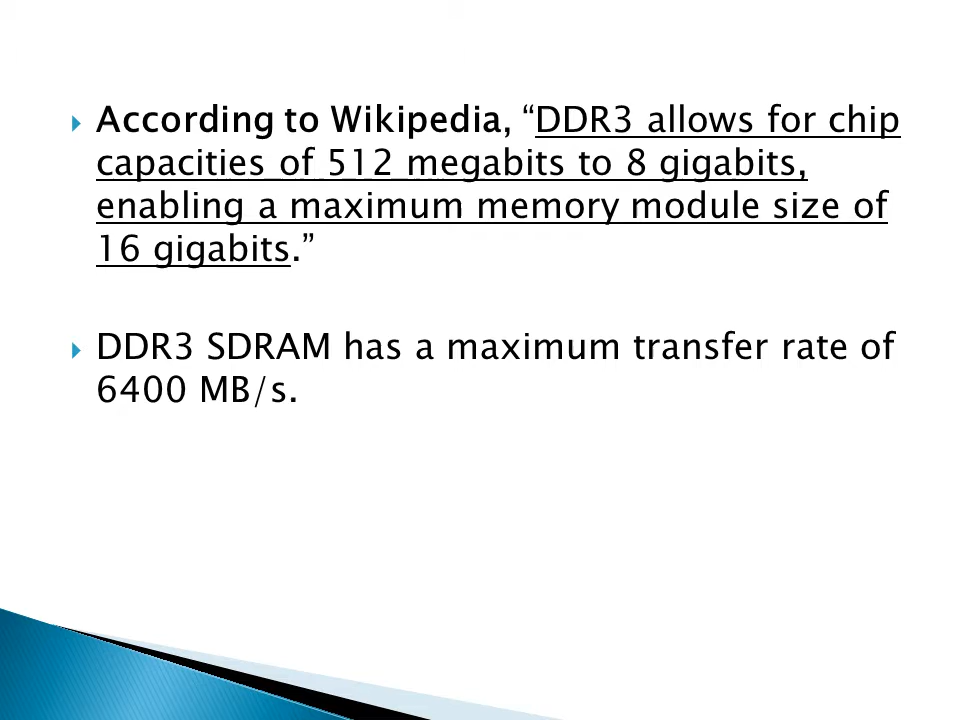 According to Wikipedia, “DDR3 allows for chip
capacities of 512 megabits to 8 gigabits,
enabling a maximum memory module size of
16 gigabits.”
DDR3 SDRAM has a maximum transfer rate of
6400 MB/s.